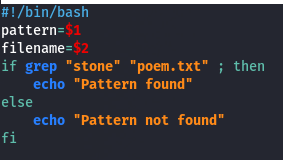 #!/bin/bash
pattern=$1
filename=$2
if grep "stone" "poem.txt" ; then
    echo "Pattern found"
else
    echo "Pattern not found"
fi